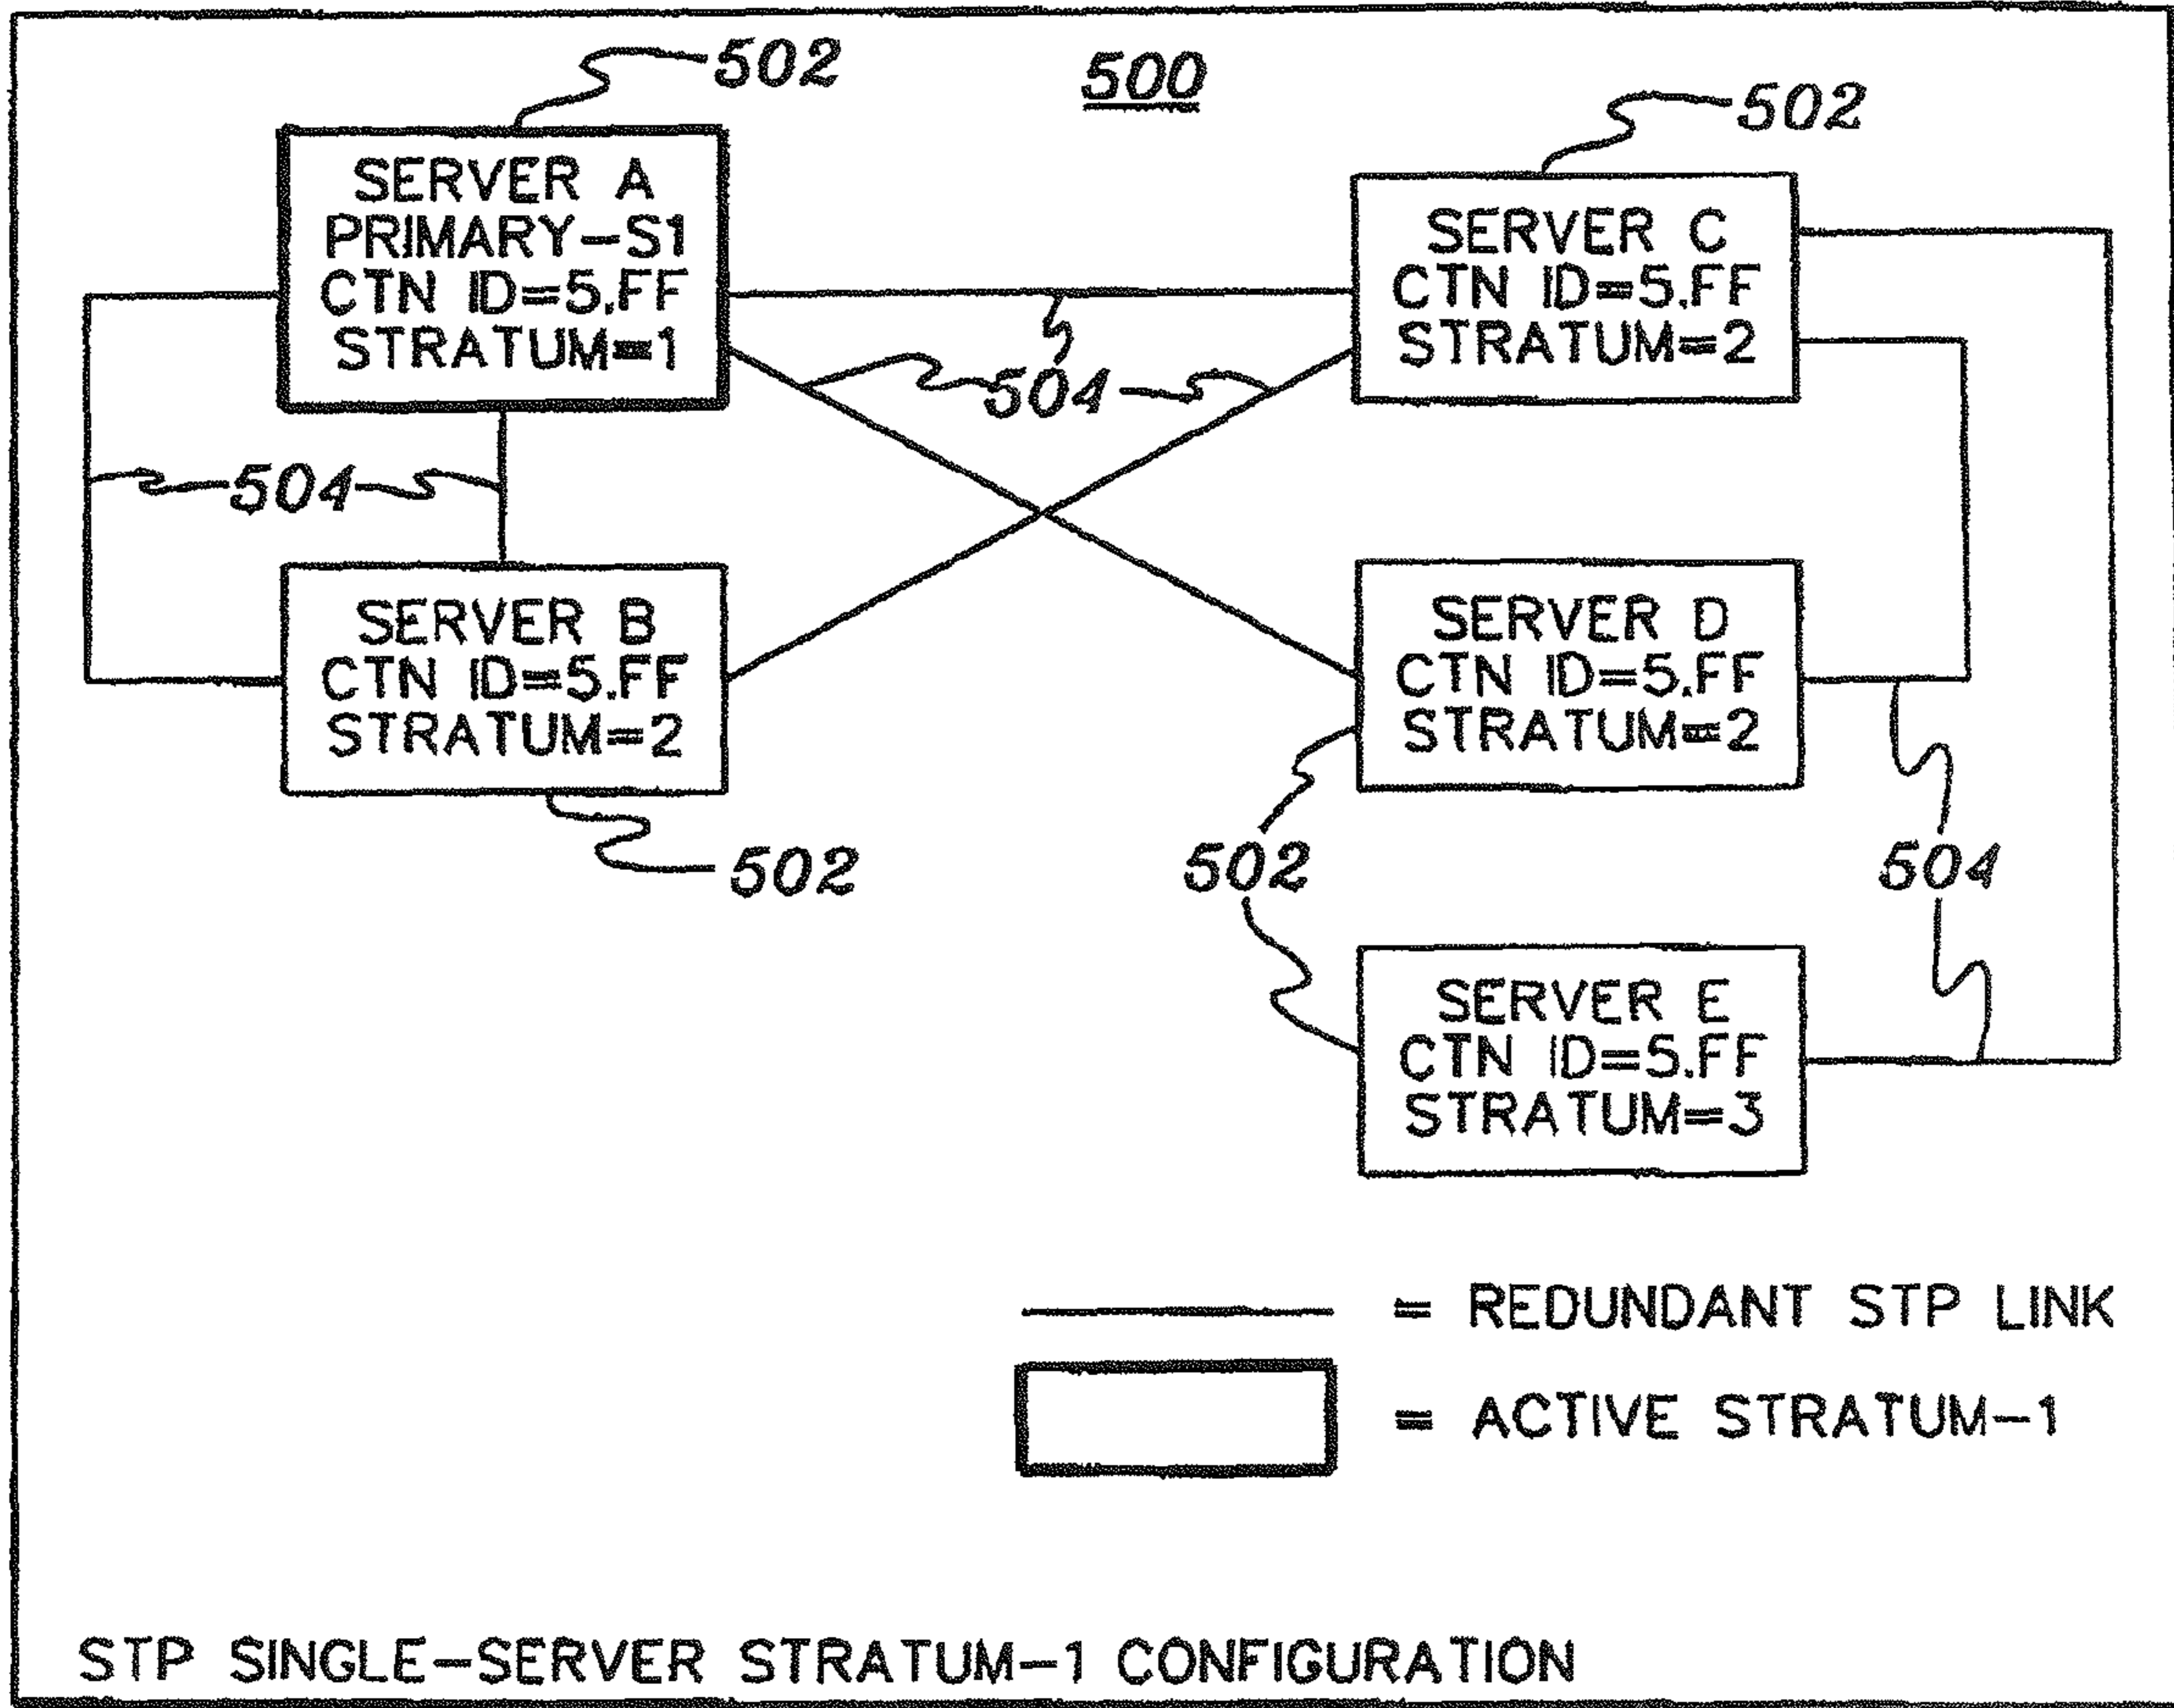 502
500
502
SERVER A
PRIMARY-S1
CTN ID=5.FF
STRATUM=1
SERVER C
CTN ID=5.FF
STRATUM=2
504
504
SERVER B
CTN ID=5.FF
STRATUM=2
SERVER D
CTN ID=5.FF
STRATUM=2
502
502
504
SERVER E
CTN ID=5.FF
STRATUM=3
= REDUNDANT STP LINK
= ACTIVE STRATUM-1
STP SINGLE-SERVER STRATUM-1 CONFIGURATION